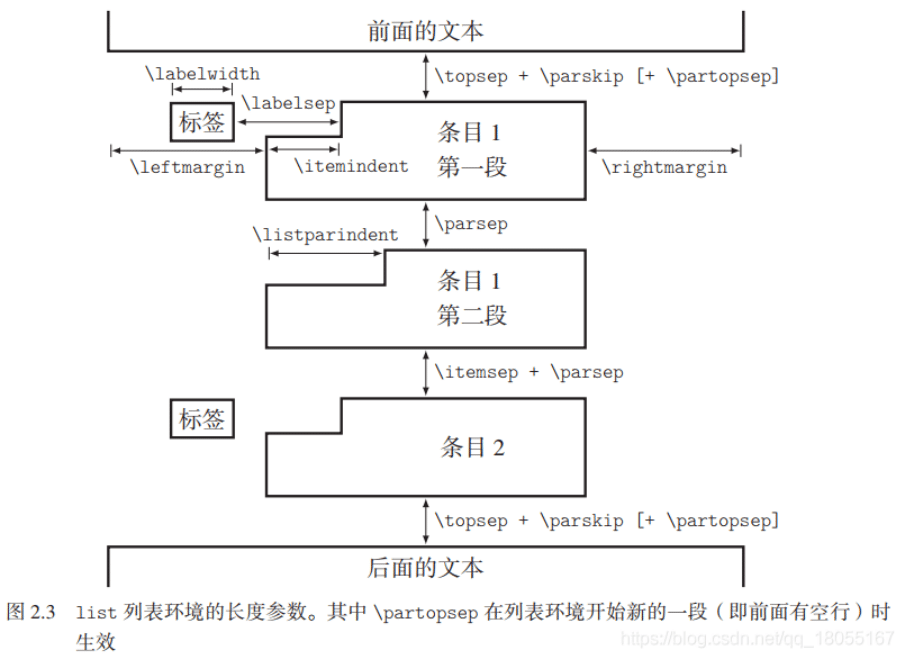 前面的文本
\topsep + \parskip [+ \partopsep]
\labelwidth
\labelsep
标签
条目 1
第一段
\leftmargin
\itemindent
\rightmargin
\parsep
\listparindent
条目 1
第二段
\itemsep + \parsep
标签
条目 2
\topsep + \parskip [+ \partopsep]
后面的文本
图 2.3 list 列表环境的长度参数。其中 \partopsep 在列表环境开始新的一段（即前面有空行）时
生效
https://blog.csdn.net/qq_18055167